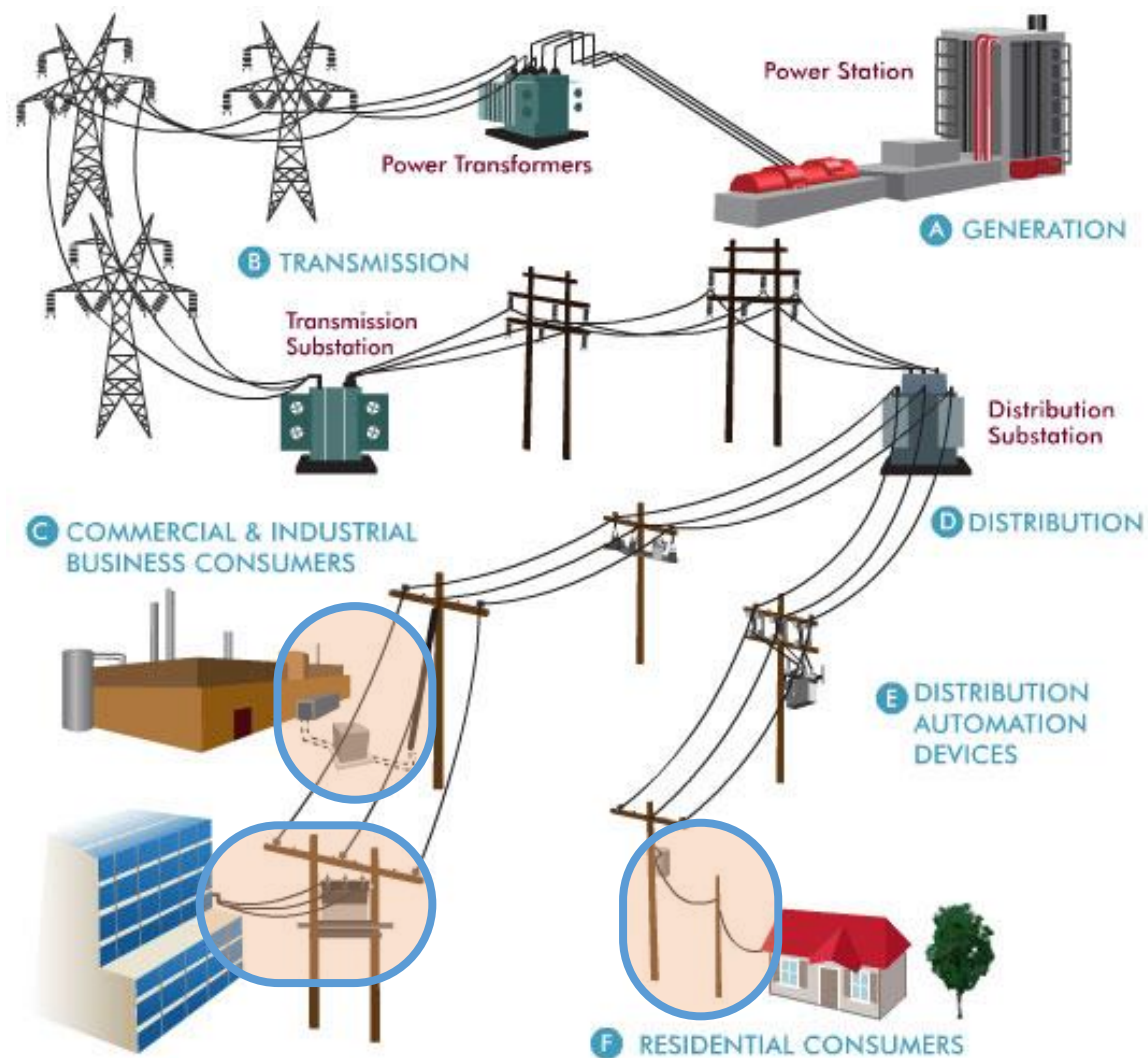 Power Station
Power Transformers
A GENERATION
B TRANSMISSION
Transmission
Substation
Distribution
Substation
C COMMERCIAL & INDUSTRIAL
BUSINESS CONSUMERS
D DISTRIBUTION
E DISTRIBUTION
AUTOMATION
DEVICES
F RESIDENTIAL CONSUMERS